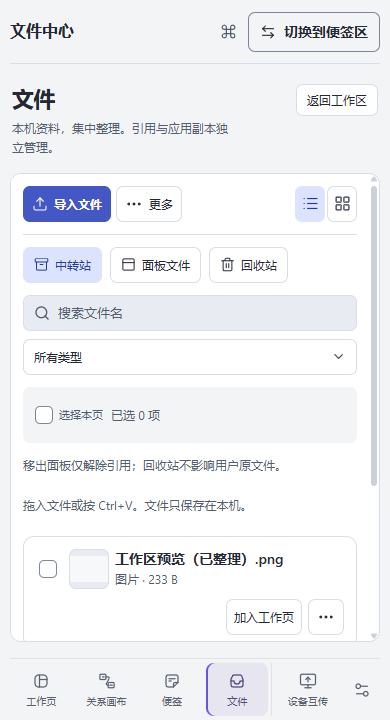 文件中心
切换到便签区
文件
返回工作区
本机资料，集中整理。引用与应用副本独
立管理。
导入文件
更多
中转站
面板文件
回收站
搜索文件名
所有类型
选择本页 已选 0 项
移出面板仅解除引用；回收站不影响用户原文件。
拖入文件或按 Ctrl+V。文件只保存在本机。
工作区预览（已整理）.png
图片 · 233 B
加入工作页
工作页
关系画布
便签
文件
设备互传